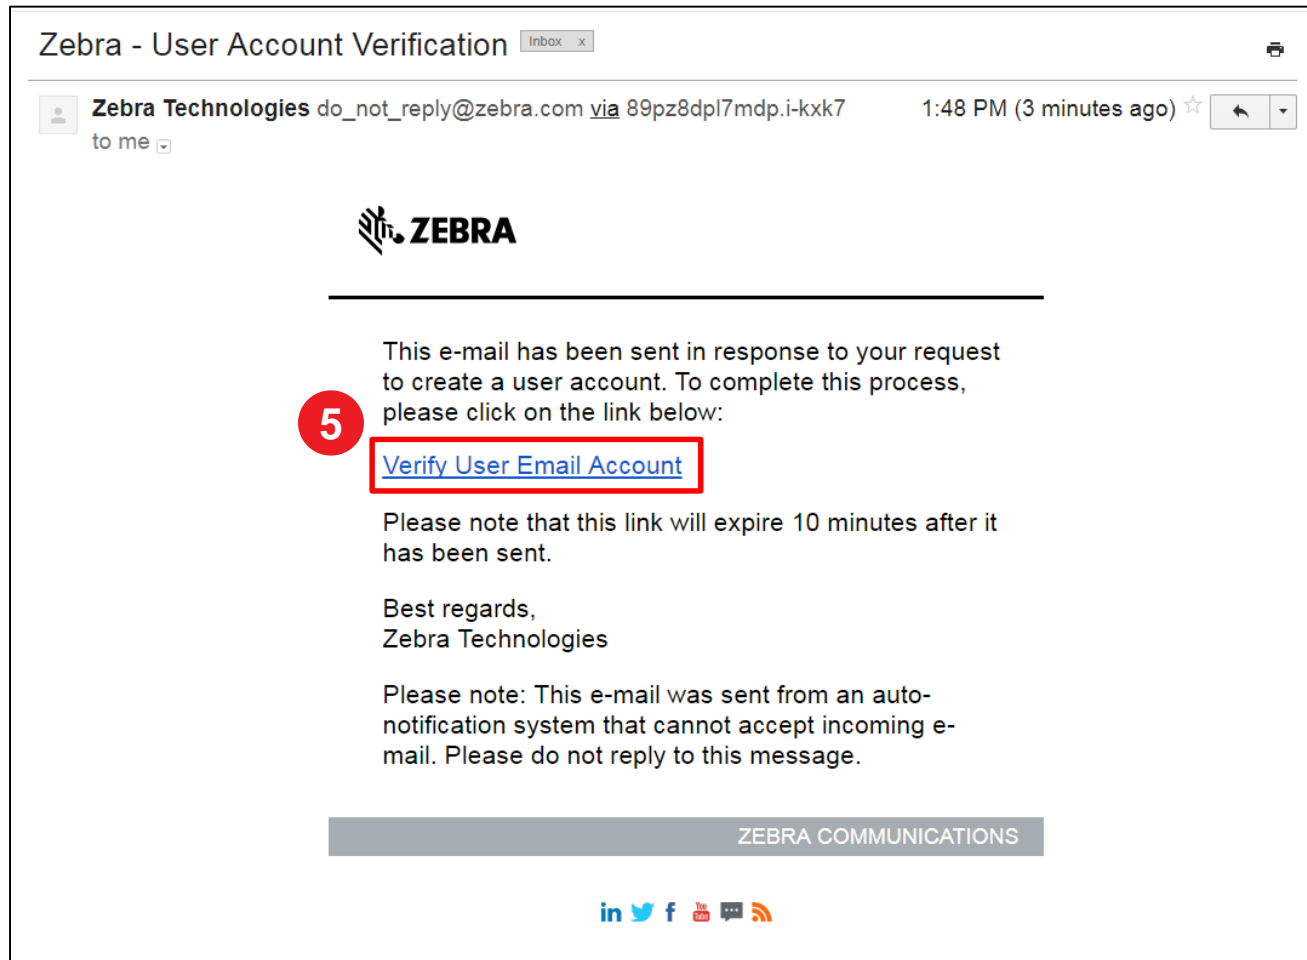 Zebra - User Account Verification Inbox x
Zebra Technologies do_not_reply@zebra.com via 89pz8dpl7mdp.i-kxk7 1:48 PM (3 minutes ago)
to me
ZEBRA
This e-mail has been sent in response to your request
to create a user account. To complete this process,
please click on the link below:
5
Verify User Email Account
Please note that this link will expire 10 minutes after it
has been sent.
Best regards,
Zebra Technologies
Please note: This e-mail was sent from an auto-
notification system that cannot accept incoming e-
mail. Please do not reply to this message.
ZEBRA COMMUNICATIONS
in f You Tube